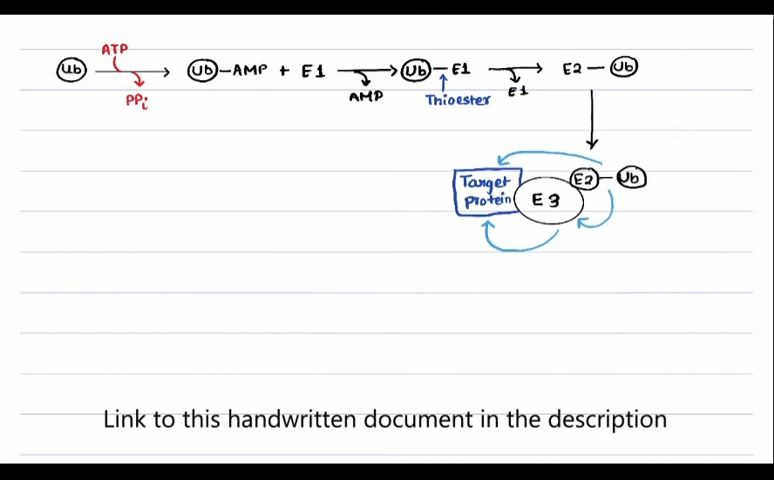 ATP
Ub → Ub-AMP + E1 → Ub-E1 → E2-Ub
PPi
AMP
Thioester
E1
E2-Ub
Target
protein
E3
Link to this handwritten document in the description